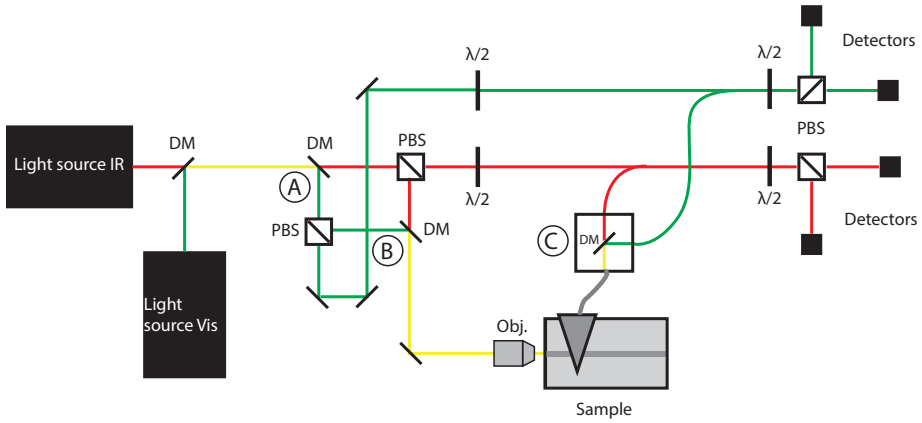 λ/2
λ/2
Detectors
Light source IR
DM
DM
PBS
PBS
A
λ/2
λ/2
PBS
DM
B
C
DM
Detectors
Light
source Vis
Obj.
Sample